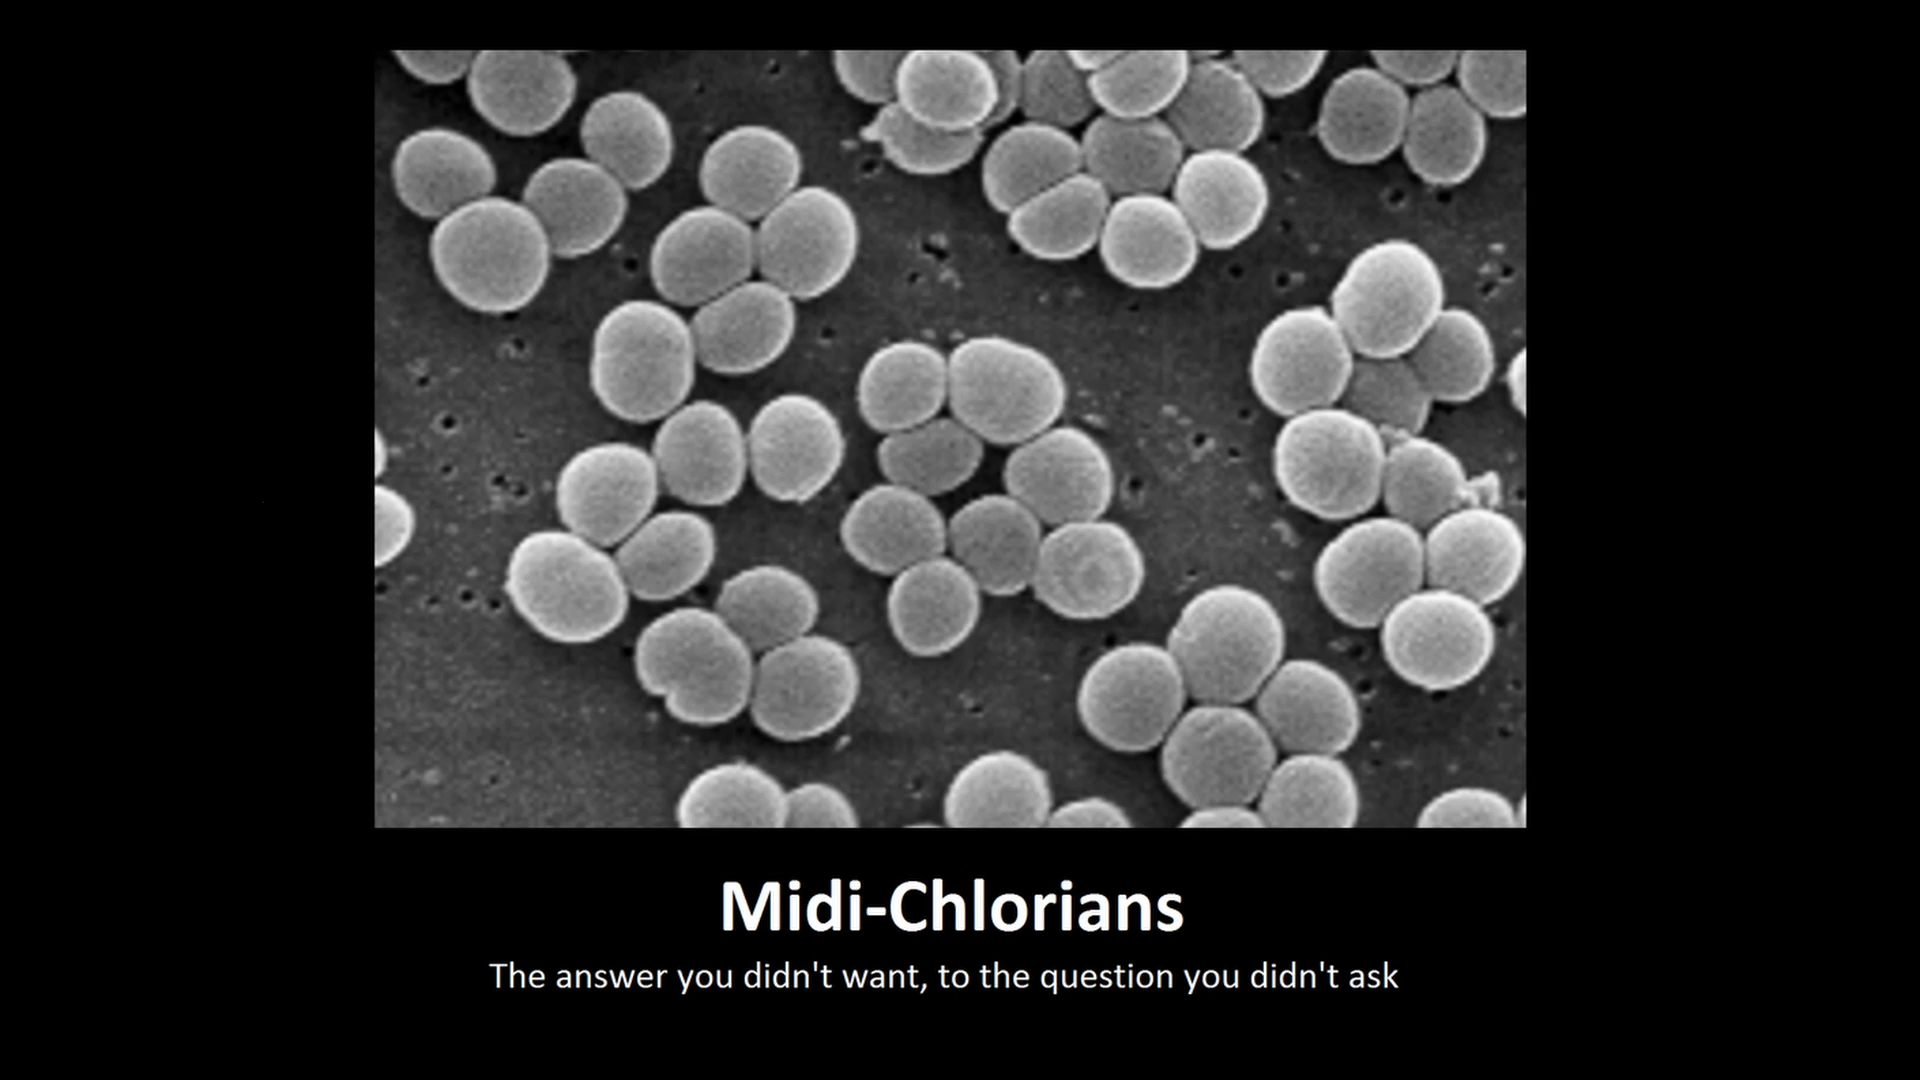 Midi-Chlorians
The answer you didn't want, to the question you didn't ask